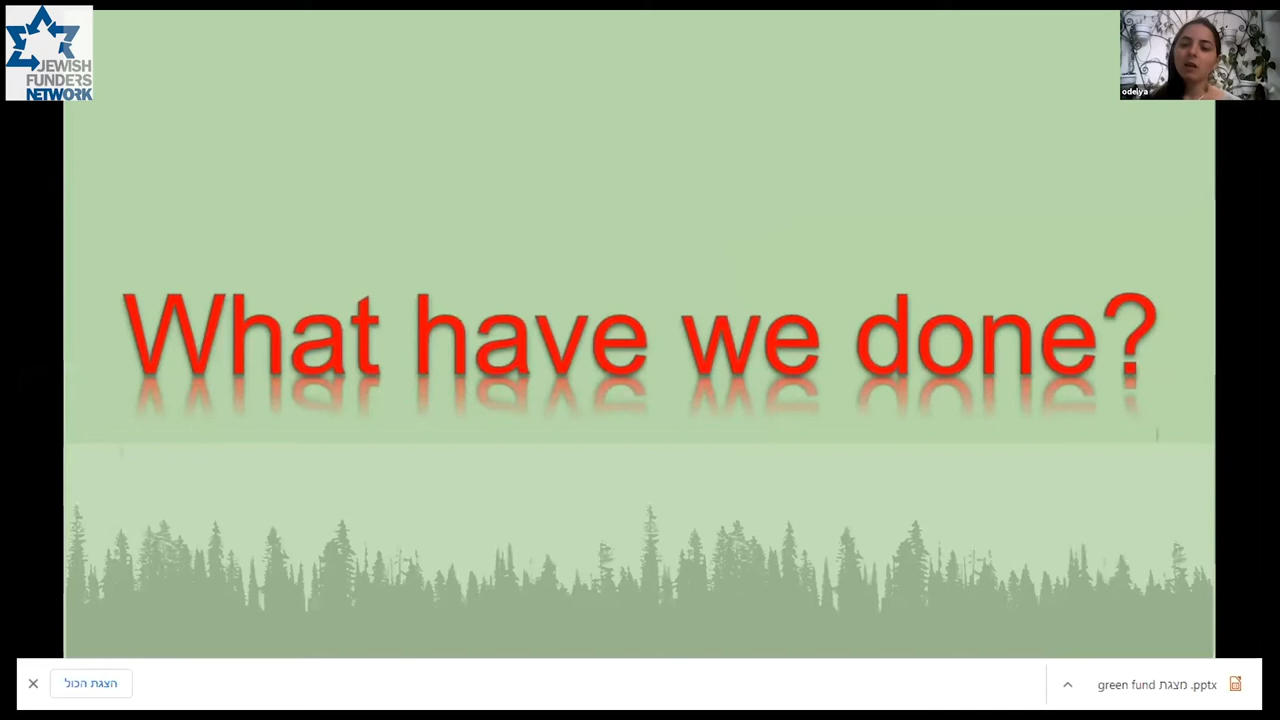 JEWISH
FUNDERS
NETWORK
odelya
What have we done?
הצגת הכול
green fund מצגת .pptx